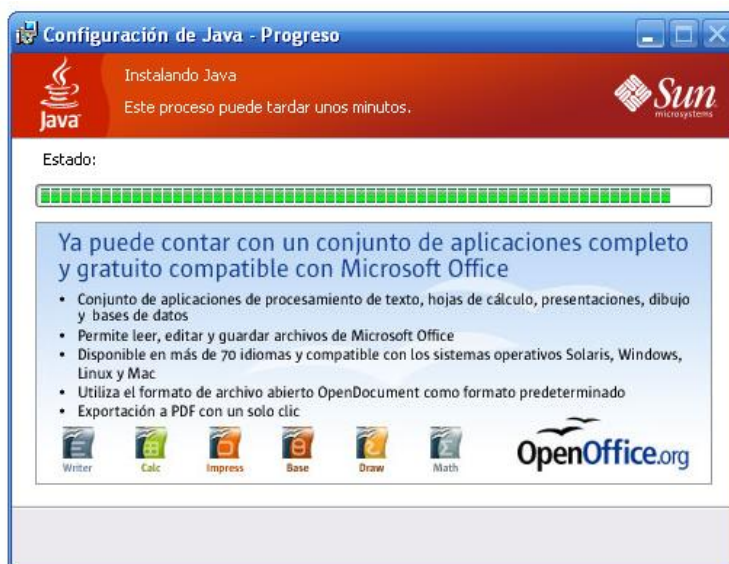 Configuración de Java - Progreso
Instalando Java
Este proceso puede tardar unos minutos.
Java
Sun
microsystems
Estado:
Ya puede contar con un conjunto de aplicaciones completo
y gratuito compatible con Microsoft Office
• Conjunto de aplicaciones de procesamiento de texto, hojas de cálculo, presentaciones, dibujo
y bases de datos
• Permite leer, editar y guardar archivos de Microsoft Office
• Disponible en más de 70 idiomas y compatible con los sistemas operativos Solaris, Windows,
Linux y Mac
• Utiliza el formato de archivo abierto OpenDocument como formato predeterminado
• Exportación a PDF con un solo clic
Writer Calc Impress Base Draw Math
OpenOffice.org